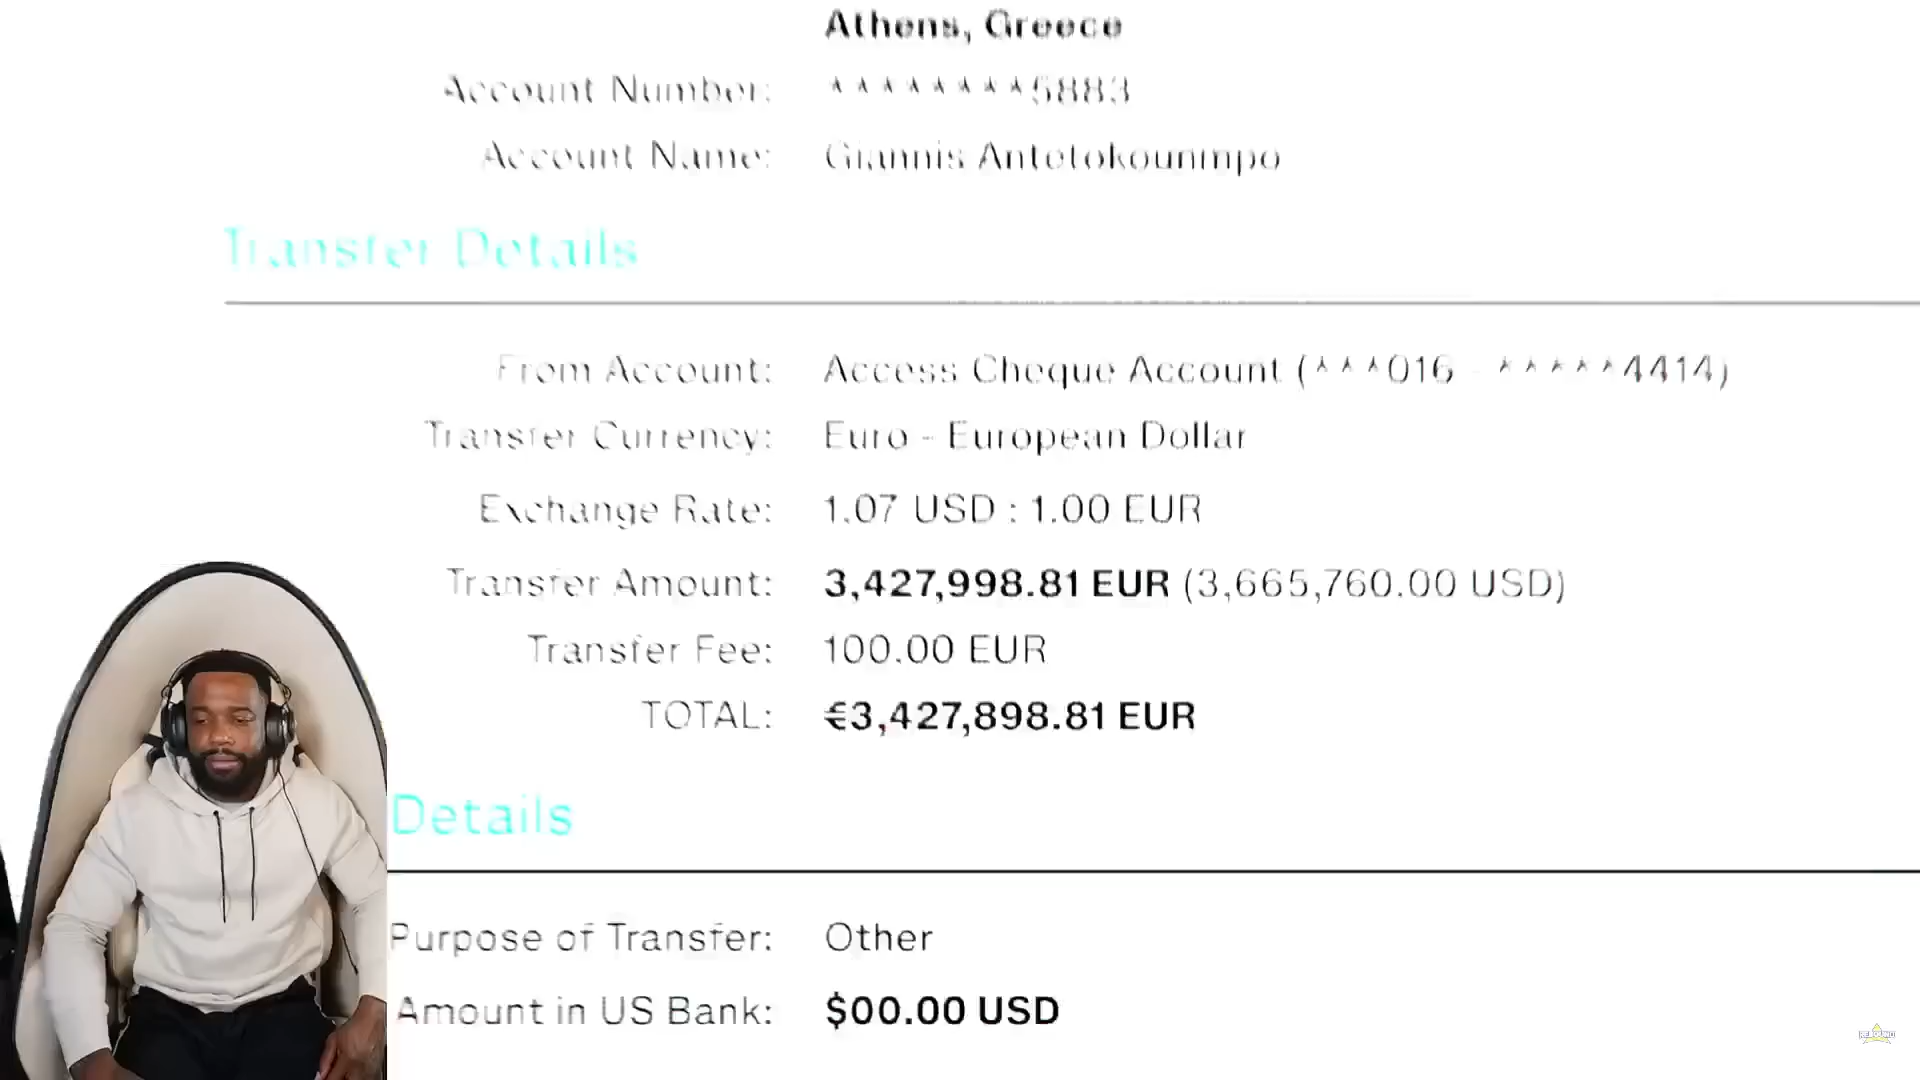 Athens, Greece
Account Number: ********5883
Account Name: Giannis Antetokounmpo
Transfer Details
From Account: Access Cheque Account (***016 - *****4414)
Transfer Currency: Euro - European Dollar
Exchange Rate: 1.07 USD : 1.00 EUR
Transfer Amount: 3,427,998.81 EUR (3,665,760.00 USD)
Transfer Fee: 100.00 EUR
TOTAL: €3,427,898.81 EUR
Details
Purpose of Transfer: Other
Amount in US Bank: $00.00 USD
REBOUND